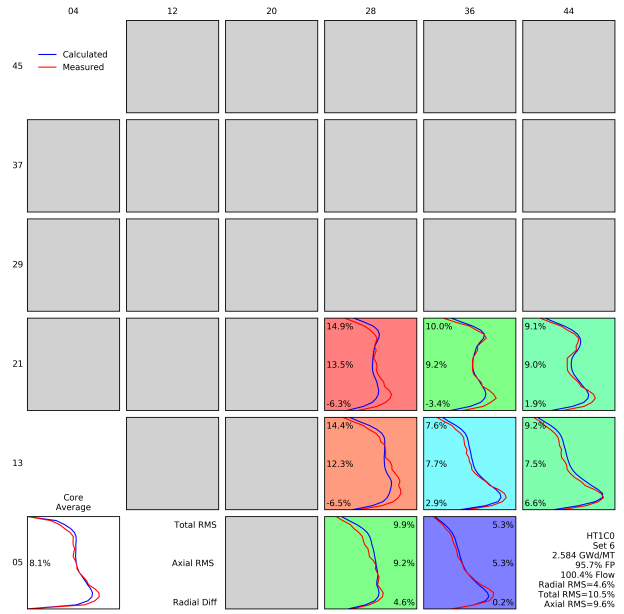 04 12 20 28 36 44
45
Calculated
Measured
37
29
21
14.9% 10.0% 9.1%
13.5% 9.2% 9.0%
-6.3% -3.4% 1.9%
13
14.4% 7.6% 9.2%
12.3% 7.7% 7.5%
-6.5% 2.9% 6.6%
Core
Average
05
8.1%
Total RMS 9.9% 5.3%
Axial RMS 9.2% 5.3%
Radial Diff 4.6% 0.2%
HT1C0
Set 6
2.584 GWd/MT
95.7% FP
100.4% Flow
Radial RMS=4.6%
Total RMS=10.5%
Axial RMS=9.6%